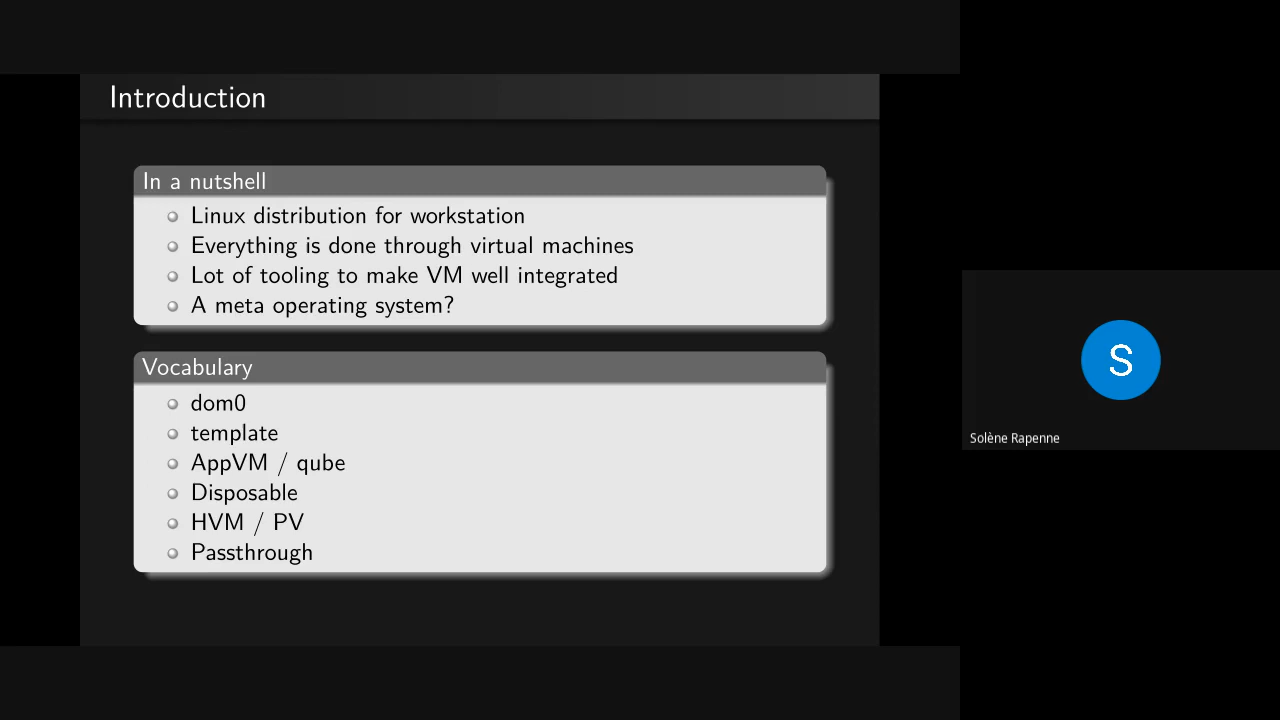 Introduction
In a nutshell
Linux distribution for workstation
Everything is done through virtual machines
Lot of tooling to make VM well integrated
A meta operating system?
Vocabulary
dom0
template
AppVM / qube
Disposable
HVM / PV
Passthrough
S
Solène Rapenne